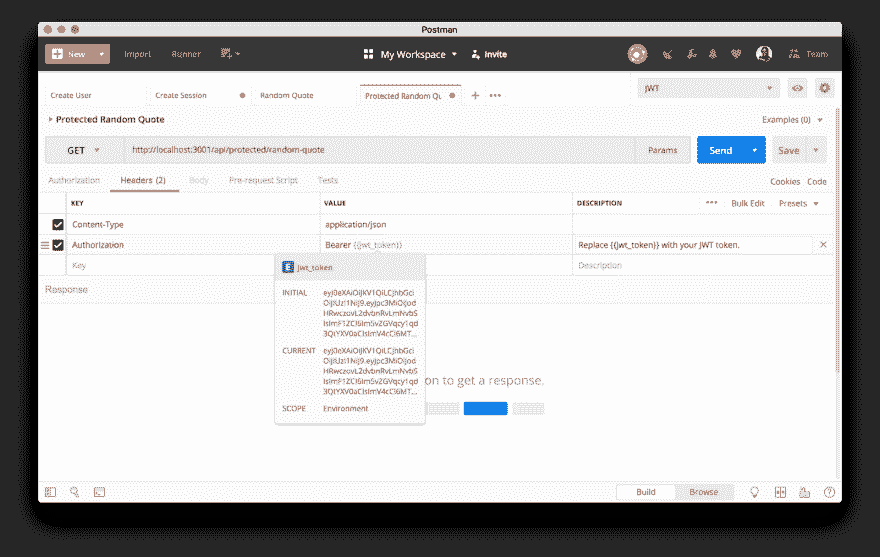 Postman
New Import Runner My Workspace Invite Team
Create User Create Session Random Quote Protected Random Qu JWT
Protected Random Quote Examples (0)
GET http://localhost:3001/api/protected/random-quote Params Send Save
Authorization Headers (2) Body Pre-request Script Tests Cookies Code
KEY VALUE DESCRIPTION Bulk Edit Presets
Content-Type application/json
Authorization Bearer {{jwt_token}} Replace {{jwt_token}} with your JWT token.
Key Description
Response
E jwt_token
INITIAL
CURRENT
on to get a response.
SCOPE Environment
Build Browse